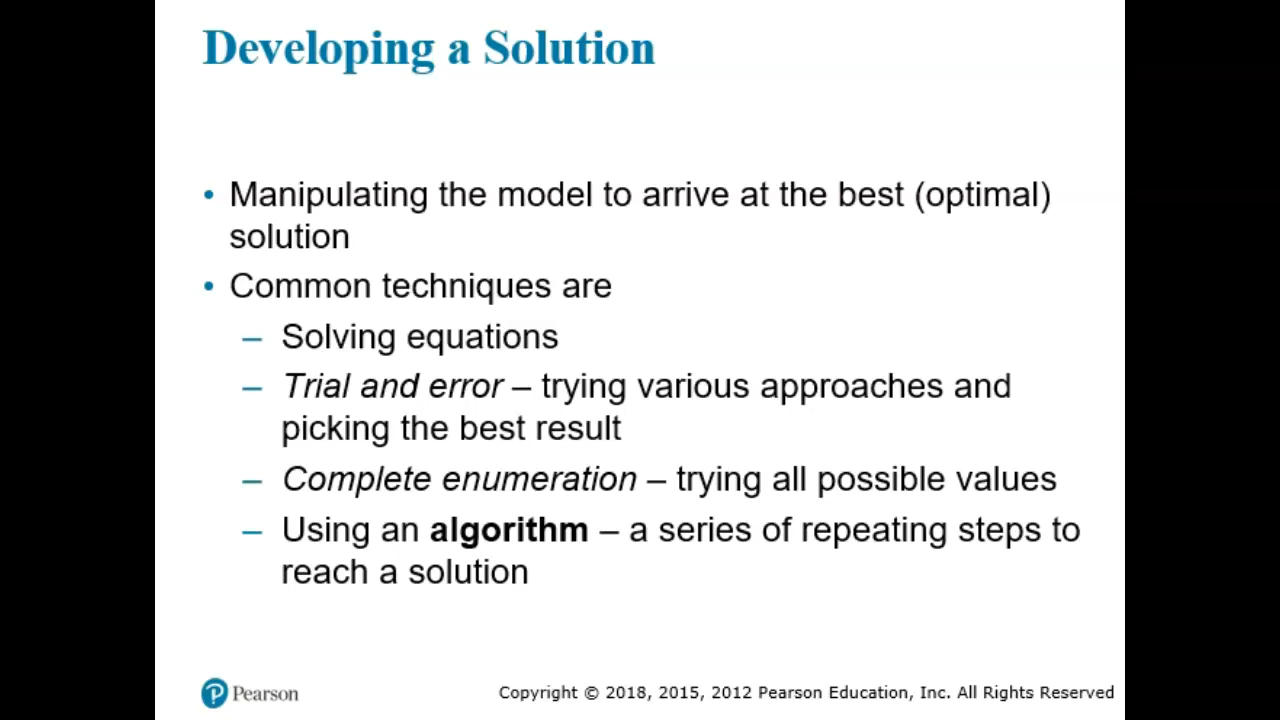 Developing a Solution
• Manipulating the model to arrive at the best (optimal)
solution
• Common techniques are
– Solving equations
– Trial and error – trying various approaches and
picking the best result
– Complete enumeration – trying all possible values
– Using an algorithm – a series of repeating steps to
reach a solution
P Pearson
Copyright © 2018, 2015, 2012 Pearson Education, Inc. All Rights Reserved